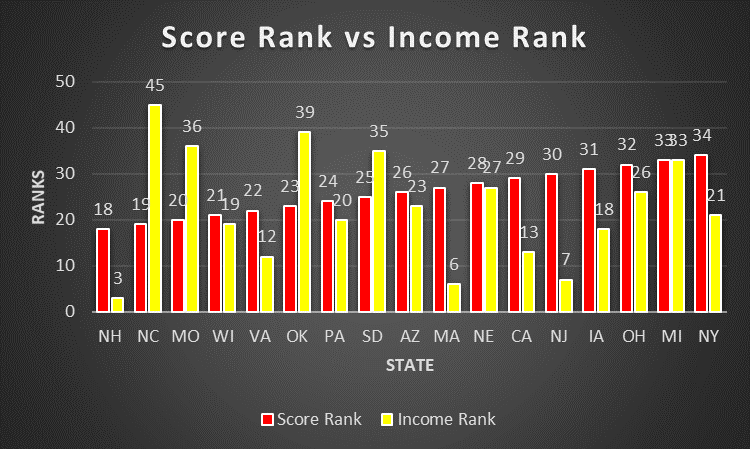 Score Rank vs Income Rank
50
40
30
20
10
0
RANKS
18 3 19 45 20 36 21 19 22 12 23 39 24 20 25 35 26 23 27 6 28 27 29 13 30 7 31 18 32 26 33 33 34 21
NH NC MO WI VA OK PA SD AZ MA NE CA NJ IA OH MI NY
STATE
Score Rank Income Rank